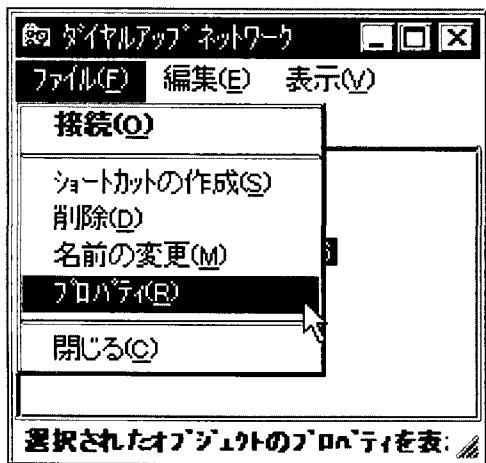 ダイヤルアップ ネットワーク
ファイル(F) 編集(E) 表示(V)
接続(O)
ショートカットの作成(S)
削除(D)
名前の変更(M)
プロパティ(R)
閉じる(C)
選択されたオブジェクトのプロパティを表: